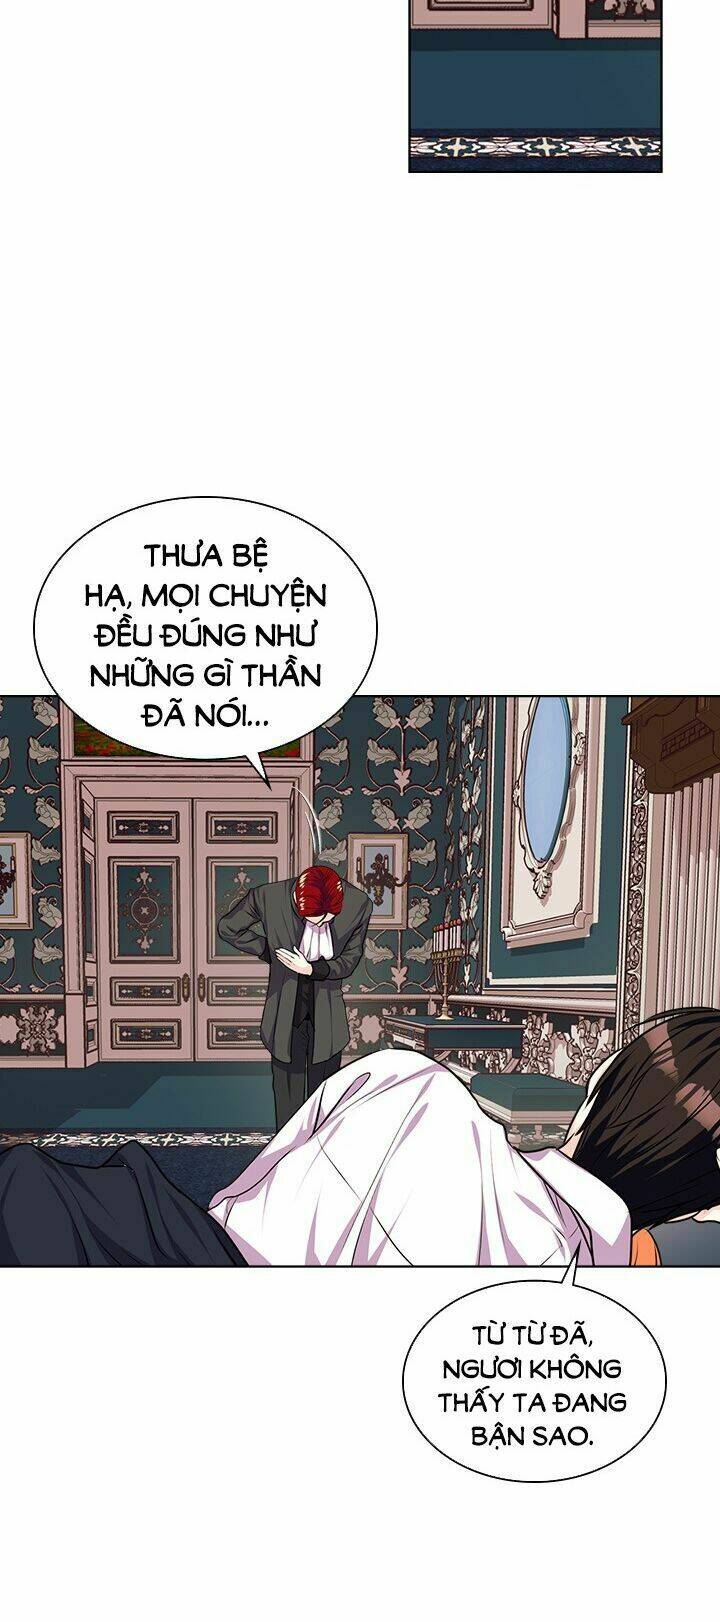 THƯA BỆ
HẠ, MỌI CHUYỆN
ĐỀU ĐÚNG NHƯ
NHỮNG GÌ THẦN
ĐÃ NÓI...
TỪ TỪ ĐÃ,
NGƯƠI KHÔNG
THẤY TA ĐANG
BẬN SAO.